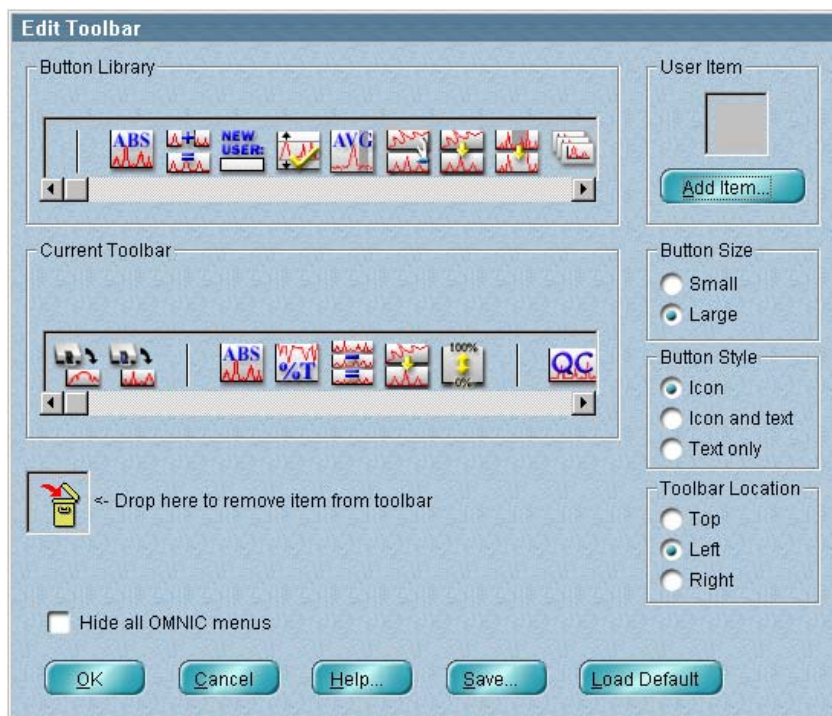 Edit Toolbar
Button Library
ABS
NEW
USER:
AVG
User Item
Add Item...
Current Toolbar
ABS
%T
100%
0%
QC
Button Size
Small
Large
Button Style
Icon
Icon and text
Text only
<- Drop here to remove item from toolbar
Toolbar Location
Top
Left
Right
Hide all OMNIC menus
OK
Cancel
Help...
Save...
Load Default